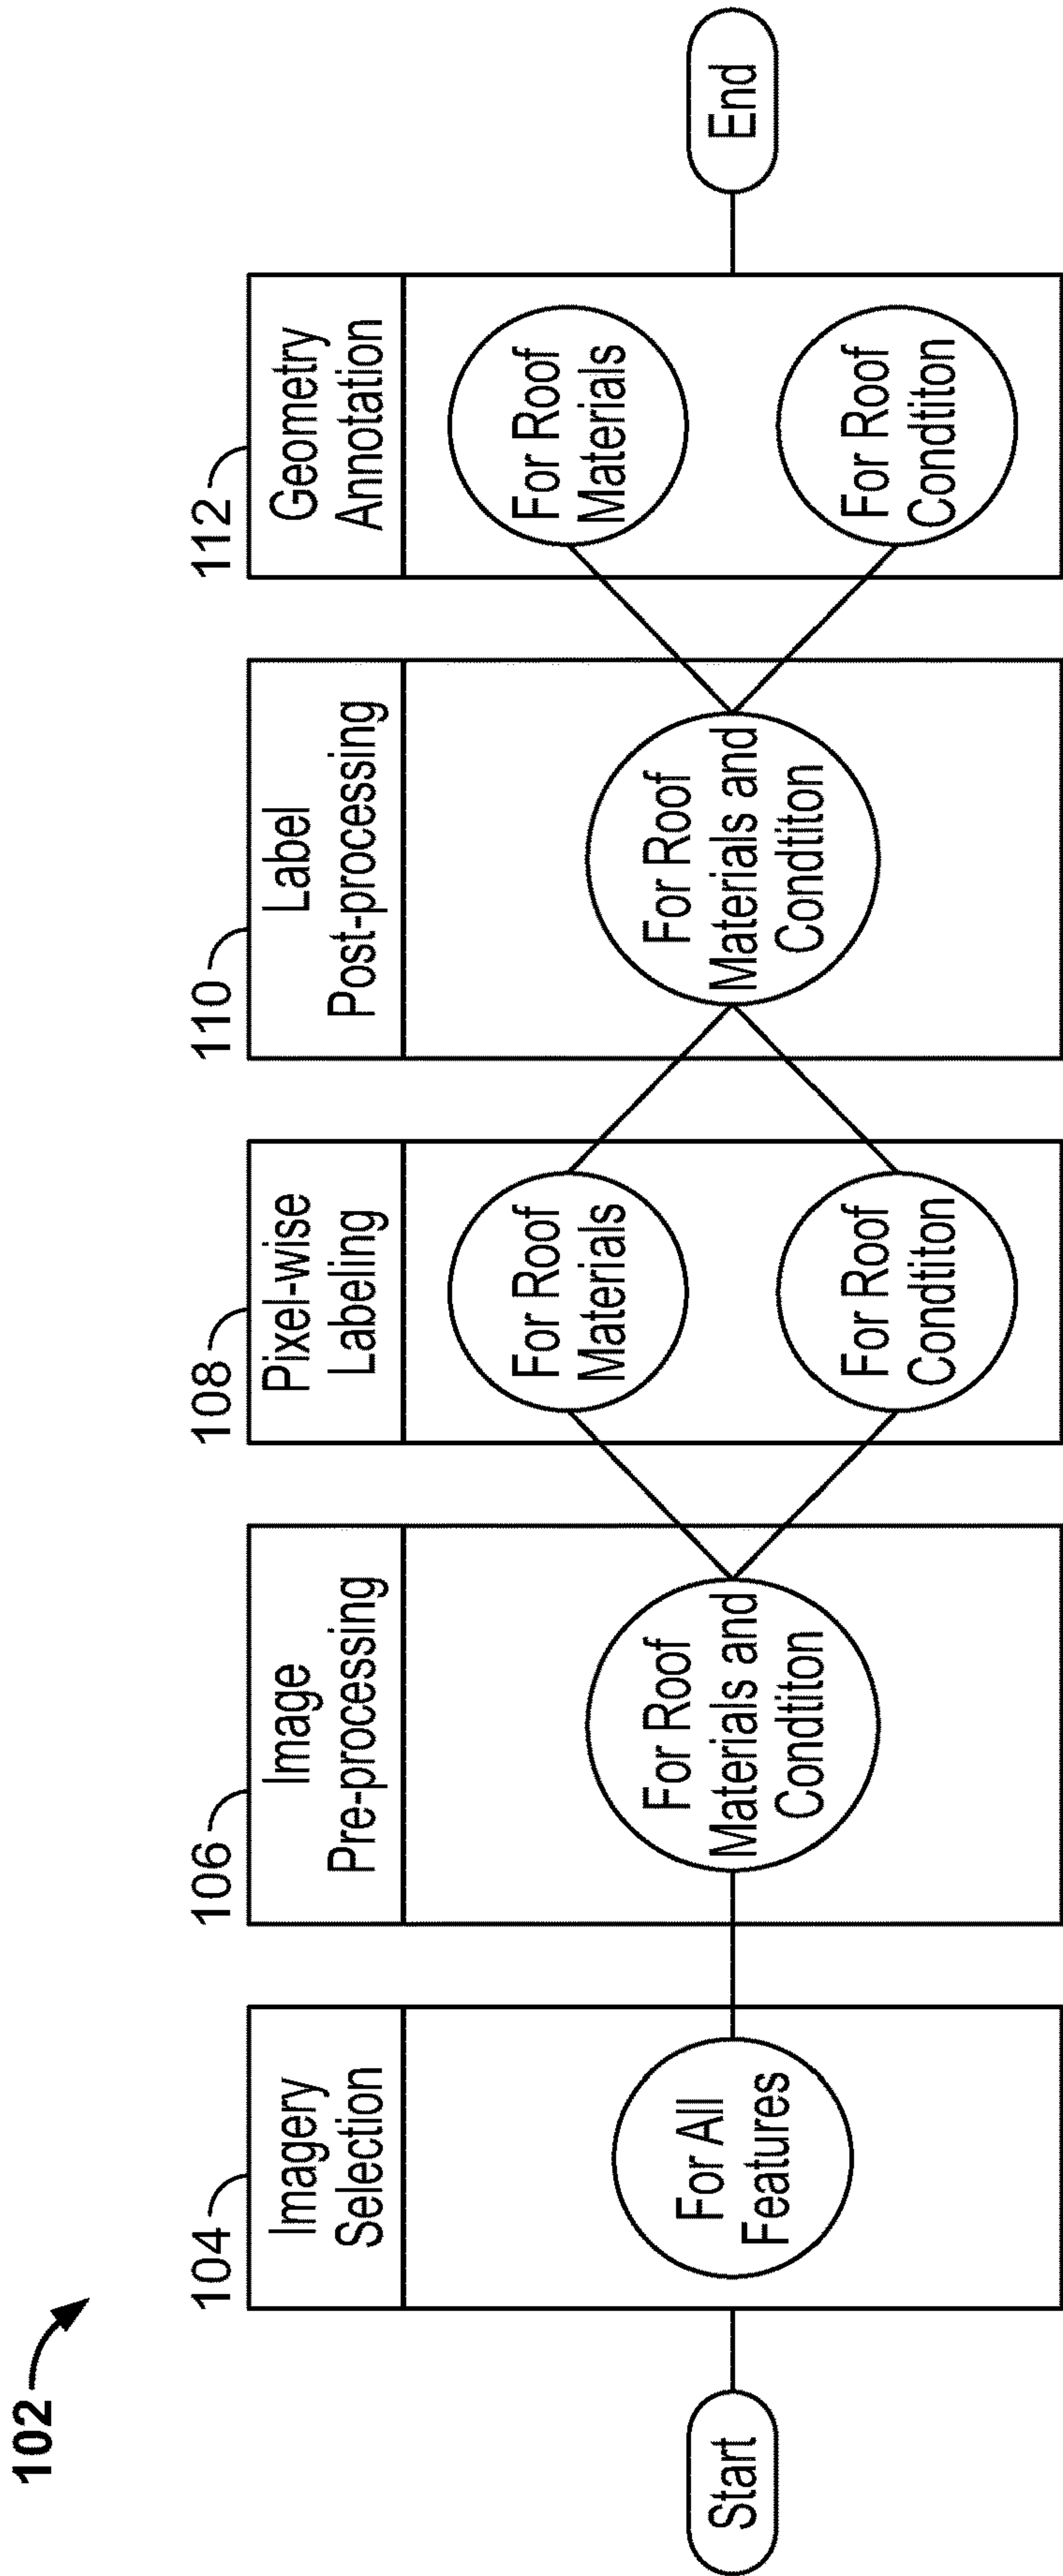 102
Start
104
Imagery
Selection
For All
Features
106
Image
Pre-processing
For Roof
Materials and
Condtiton
108
Pixel-wise
Labeling
For Roof
Materials
For Roof
Condtiton
110
Label
Post-processing
For Roof
Materials and
Condtiton
112
Geometry
Annotation
For Roof
Materials
For Roof
Condtiton
End